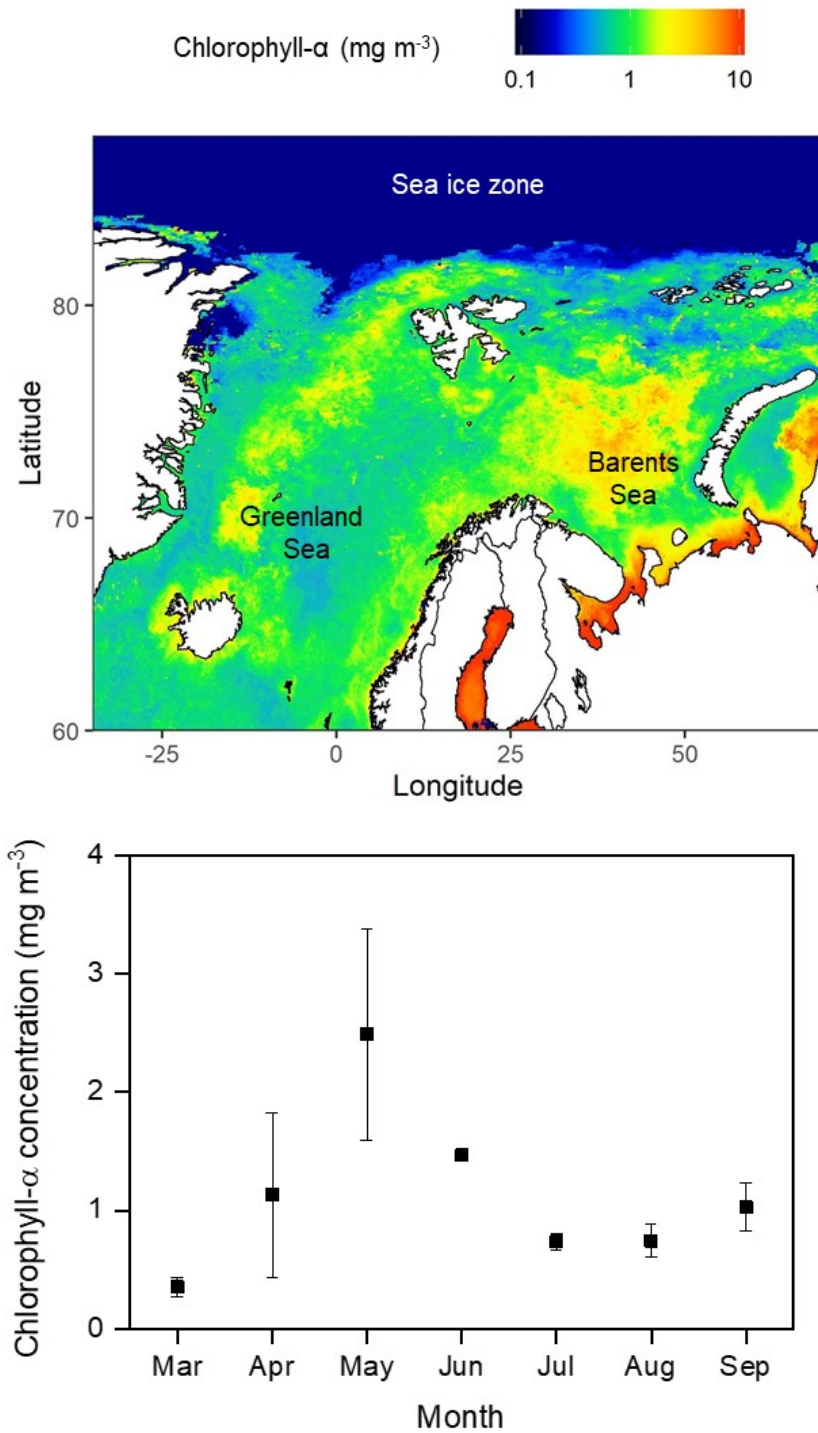 Chlorophyll-α (mg m-3)
0.1 1 10
Sea ice zone
80
70
60
Latitude
Greenland
Sea
Barents
Sea
-25 0 25 50
Longitude
Chlorophyll-α concentration (mg m-3)
4
3
2
1
0
Mar Apr May Jun Jul Aug Sep
Month